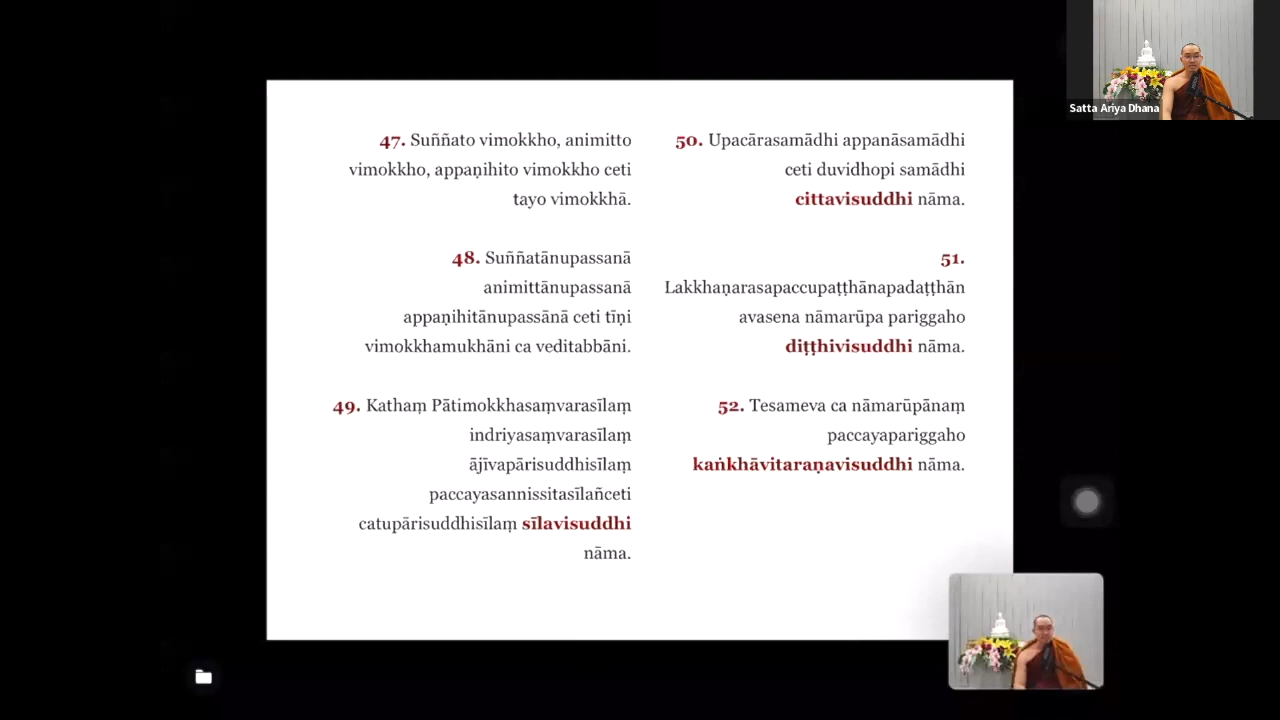 47. Suññato vimokkho, animitto
vimokkho, appaṇihito vimokkho ceti
tayo vimokkhā.
48. Suññatānupassanā
animittānupassanā
appaṇihitānupassānā ceti tīṇi
vimokkhamukhāni ca veditabbāni.
49. Kathaṃ Pātimokkhasaṃvarasīlaṃ
indriyasaṃvarasīlaṃ
ājīvapārisuddhisīlaṃ
paccayasannissitasīlañceti
catupārisuddhisīlaṃ sīlavisuddhi
nāma.
50. Upacārasamādhi appanāsamādhi
ceti duvidhopi samādhi
cittavisuddhi nāma.
51.
Lakkhaṇarasapaccupaṭṭhānapadaṭṭhān
avasena nāmarūpa pariggaho
diṭṭhivisuddhi nāma.
52. Tesameva ca nāmarūpānaṃ
paccayapariggaho
kaṅkhāvitaraṇavisuddhi nāma.
Satta Ariya Dhana